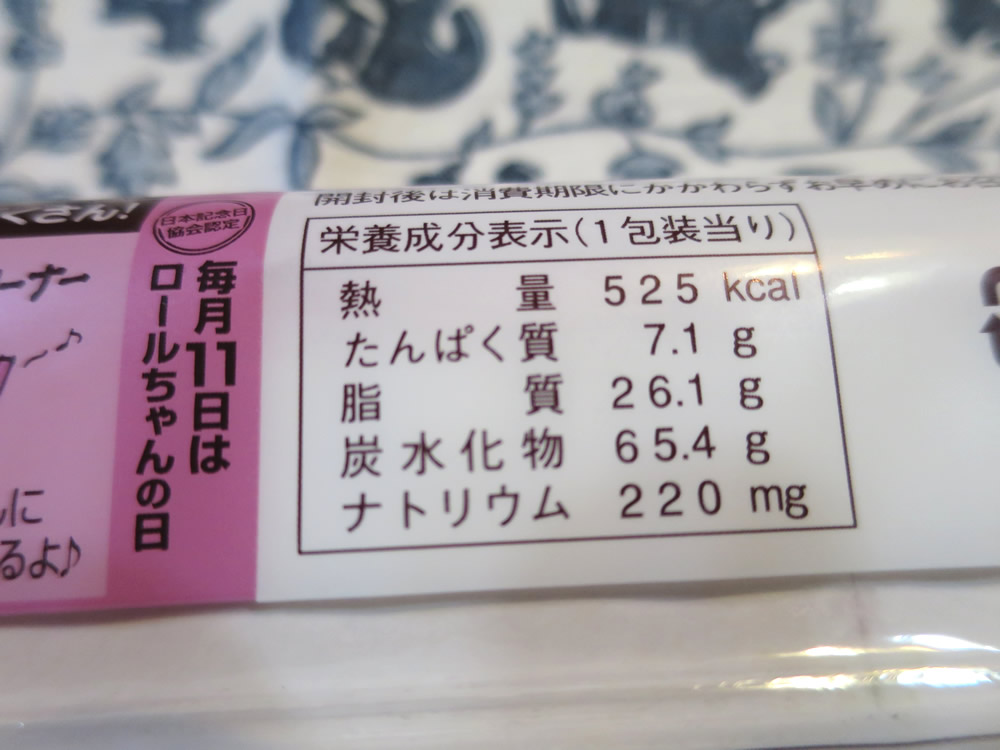 くさん!
日本記念日
協会認定
毎月11日は
ロールちゃんの日
ーナー
に
るよ♪
開封後は消費期限にかかわらずお早めに
栄養成分表示(1包装当り)
熱量 525 kcal
たんぱく質 7.1 g
脂質 26.1 g
炭水化物 65.4 g
ナトリウム 220 mg